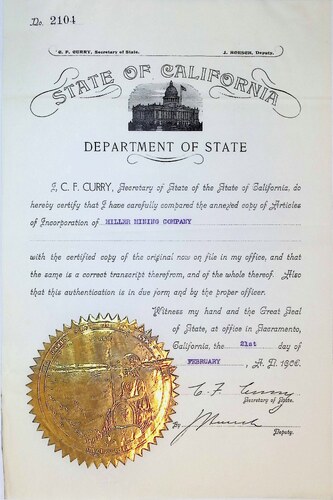 No. 2104
C. F. CURRY, Secretary of State.
J. HOESCH, Deputy.
STATE OF CALIFORNIA
DEPARTMENT OF STATE
I, C. F. CURRY, Secretary of State of the State of California, do
hereby certify that I have carefully compared the annexed copy of Articles
of Incorporation of MILLER MINING COMPANY
with the certified copy of the original now on file in my office, and that
the same is a correct transcript therefrom, and of the whole thereof. Also
that this authentication is in due form and by the proper officer.
Witness my hand and the Great Seal
of State, at office in Sacramento,
California, the 21st day of
FEBRUARY, A. D. 1906.
C. F. Curry
Secretary of State.
By J. Hoesch
Deputy.